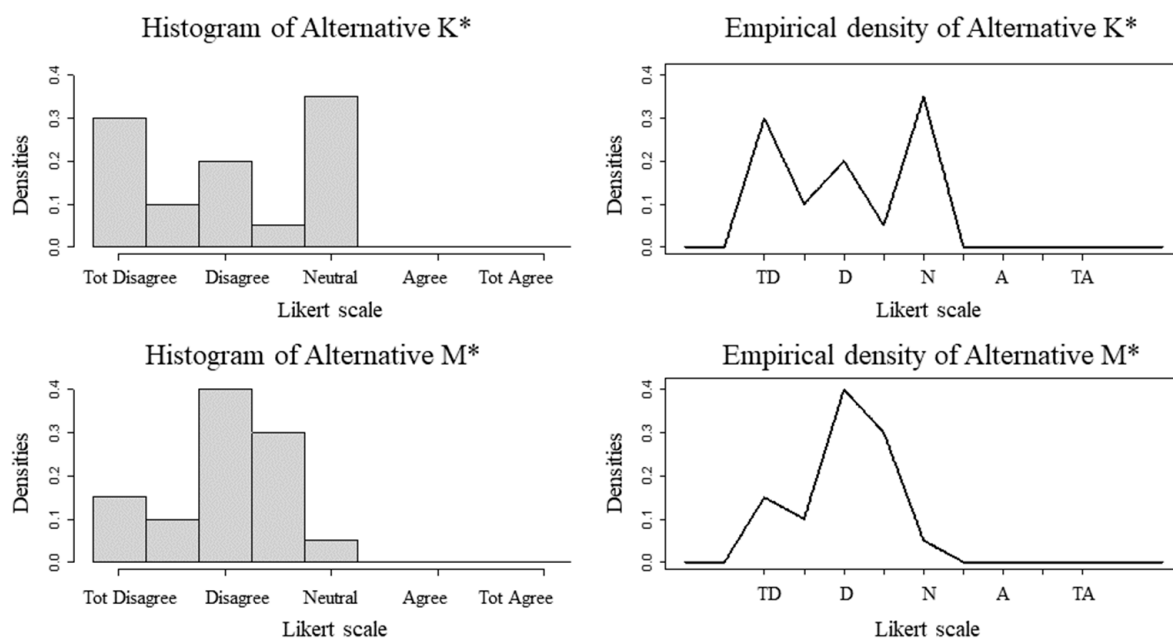 Histogram of Alternative K*
Densities
0.4
0.3
0.2
0.1
0.0
Tot Disagree Disagree Neutral Agree Tot Agree
Likert scale
Empirical density of Alternative K*
Densities
0.4
0.3
0.2
0.1
0.0
TD D N A TA
Likert scale
Histogram of Alternative M*
Densities
0.4
0.3
0.2
0.1
0.0
Tot Disagree Disagree Neutral Agree Tot Agree
Likert scale
Empirical density of Alternative M*
Densities
0.4
0.3
0.2
0.1
0.0
TD D N A TA
Likert scale